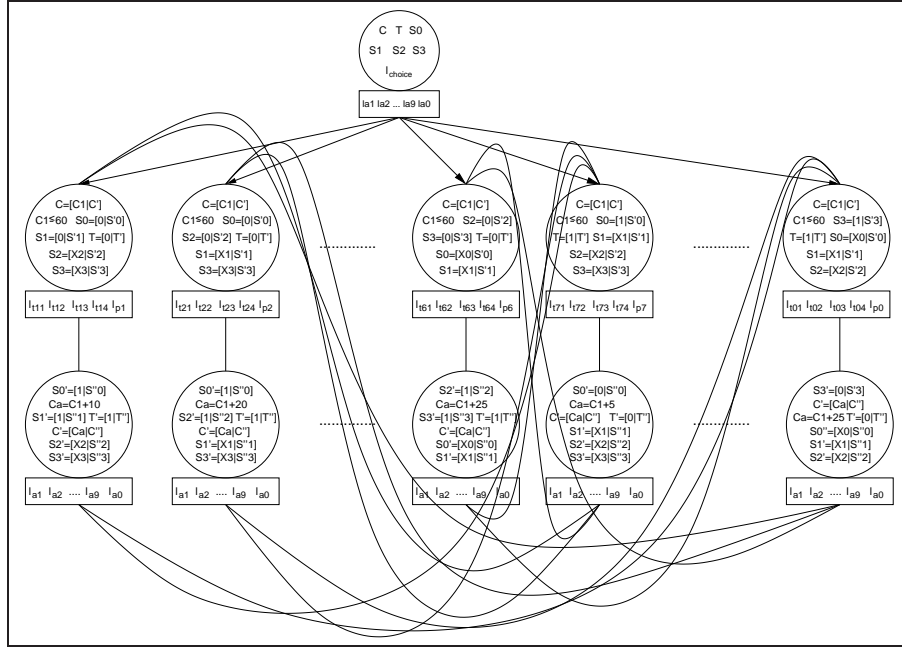 C T S0
S1 S2 S3
Ichoice
Ia1 Ia2 ... Ia9 Ia0
C=[C1|C']
C1≤60 S0=[0|S'0]
S1=[0|S'1] T=[0|T']
S2=[X2|S'2]
S3=[X3|S'3]
It11 It12 It13 It14 Ip1
C=[C1|C']
C1≤60 S0=[0|S'0]
S2=[0|S'2] T=[0|T']
S1=[X1|S'1]
S3=[X3|S'3]
It21 It22 It23 It24 Ip2
...............
C=[C1|C']
C1≤60 S2=[0|S'2]
S3=[0|S'3] T=[0|T']
S0=[X0|S'0]
S1=[X1|S'1]
It61 It62 It63 It64 Ip6
C=[C1|C']
C1≤60 S0=[1|S'0]
T=[1|T'] S1=[X1|S'1]
S2=[X2|S'2]
S3=[X3|S'3]
It71 It72 It73 It74 Ip7
...............
C=[C1|C']
C1≤60 S3=[1|S'3]
T=[1|T'] S0=[X0|S'0]
S1=[X1|S'1]
S2=[X2|S'2]
It01 It02 It03 It04 Ip0
S0'=[1|S''0]
Ca=C1+10
S1'=[1|S''1] T'=[1|T'']
C'=[Ca|C'']
S2'=[X2|S''2]
S3'=[X3|S''3]
Ia1 Ia2 .... Ia9 Ia0
S0'=[1|S''0]
Ca=C1+20
S2'=[1|S''2] T'=[1|T'']
C'=[Ca|C'']
S1'=[X1|S''1]
S3'=[X3|S''3]
Ia1 Ia2 .... Ia9 Ia0
...............
S2'=[1|S''2]
Ca=C1+25
S3'=[1|S''3] T'=[1|T'']
C'=[Ca|C'']
S0'=[X0|S''0]
S1'=[X1|S''1]
Ia1 Ia2 .... Ia9 Ia0
S0'=[0|S''0]
Ca=C1+5
C'=[Ca|C''] T'=[0|T'']
S1'=[X1|S''1]
S2'=[X2|S''2]
S3'=[X3|S''3]
Ia1 Ia2 .... Ia9 Ia0
...............
S3'=[0|S'3]
C'=[Ca|C'']
Ca=C1+25 T'=[0|T'']
S0''=[X0|S''0]
S1'=[X1|S''1]
S2'=[X2|S''2]
Ia1 Ia2 .... Ia9 Ia0